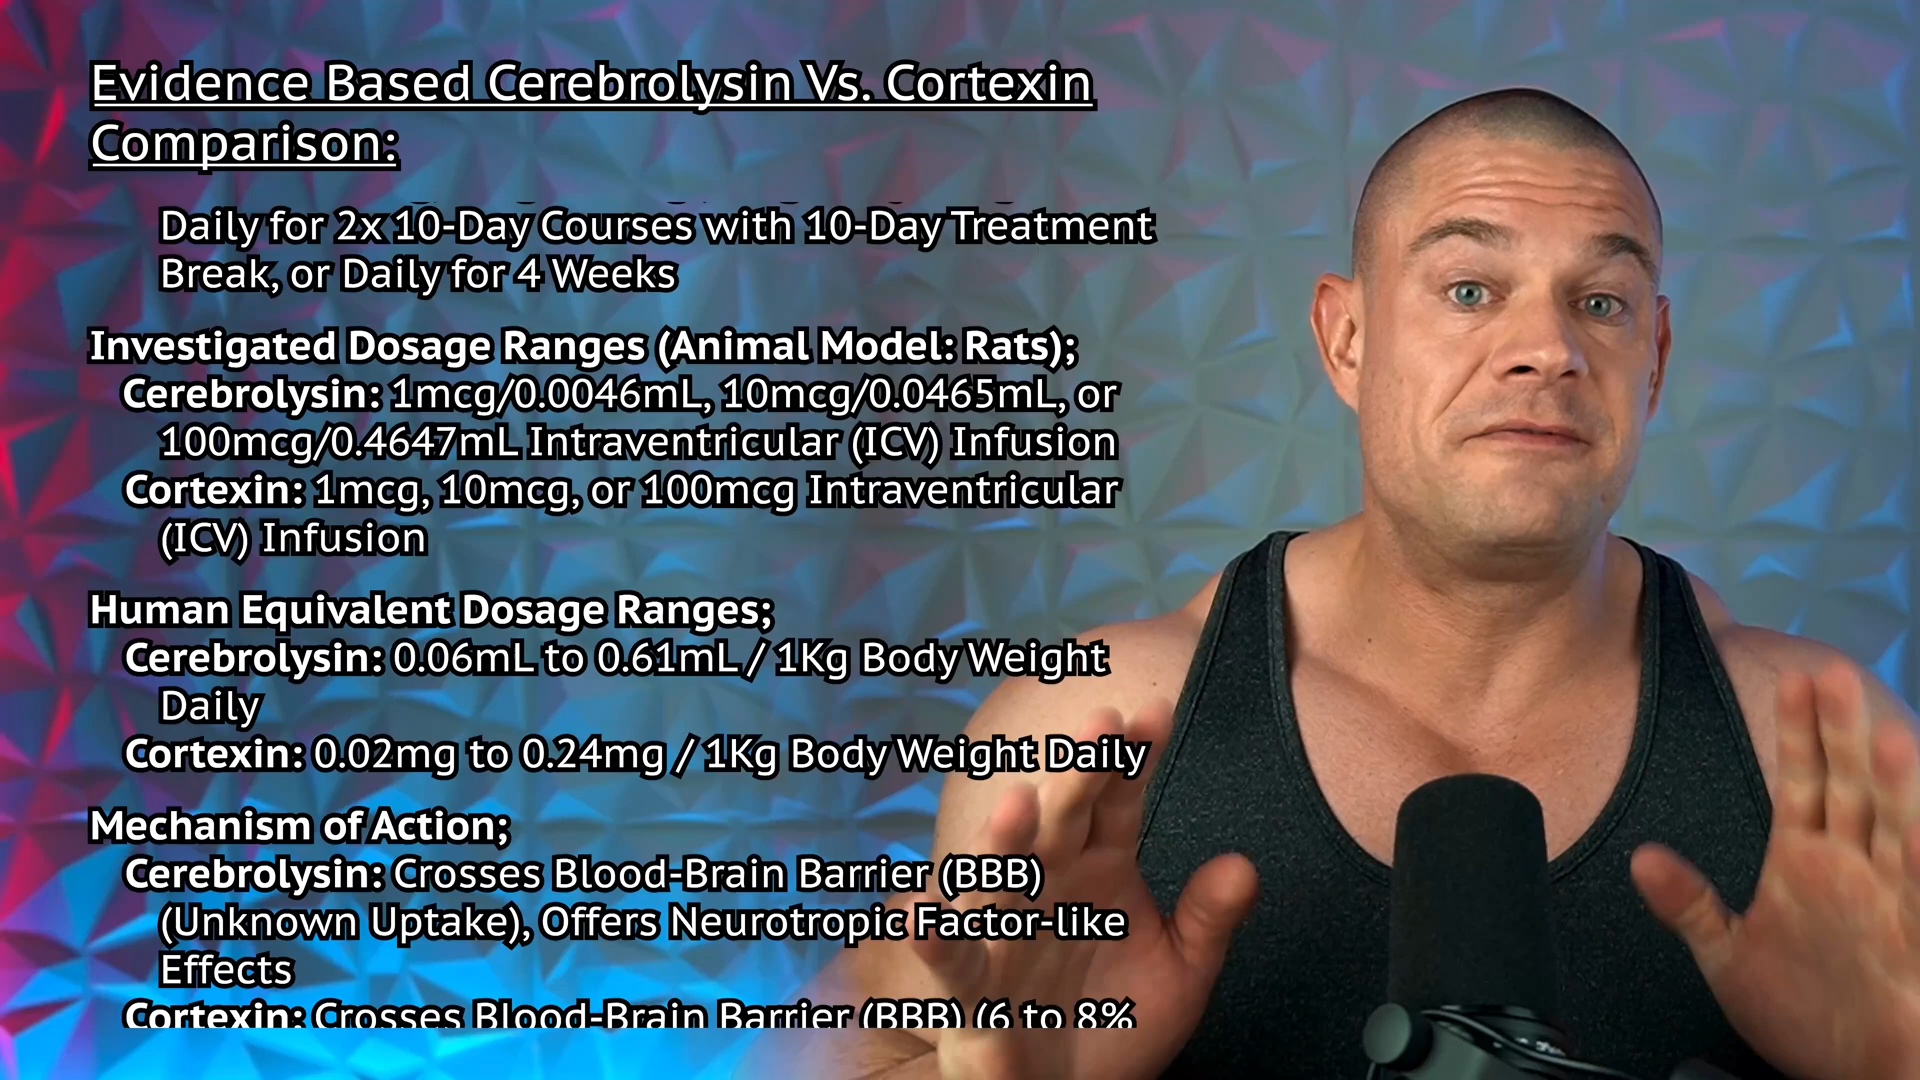 Evidence Based Cerebrolysin Vs. Cortexin
Comparison:
Daily for 2x 10-Day Courses with 10-Day Treatment
Break, or Daily for 4 Weeks
Investigated Dosage Ranges (Animal Model: Rats);
Cerebrolysin: 1mcg/0.0046mL, 10mcg/0.0465mL, or
100mcg/0.4647mL Intraventricular (ICV) Infusion
Cortexin: 1mcg, 10mcg, or 100mcg Intraventricular
(ICV) Infusion
Human Equivalent Dosage Ranges;
Cerebrolysin: 0.06mL to 0.61mL / 1Kg Body Weight
Daily
Cortexin: 0.02mg to 0.24mg / 1Kg Body Weight Daily
Mechanism of Action;
Cerebrolysin: Crosses Blood-Brain Barrier (BBB)
(Unknown Uptake), Offers Neurotropic Factor-like
Effects
Cortexin: Crosses Blood-Brain Barrier (BBB) (6 to 8%